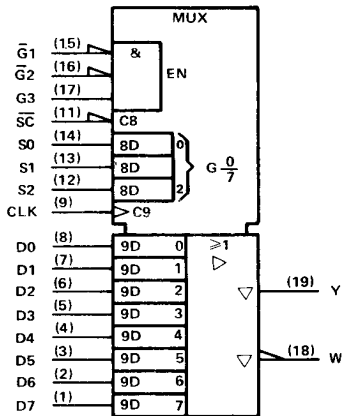 MUX
G̅1 (15) &
G̅2 (16) EN
G3 (17)
S̅C̅ (11) C8
S0 (14) 8D 0
S1 (13) 8D G 0/7
S2 (12) 8D 2
CLK (9) C9
D0 (8) 9D 0 ≥1
D1 (7) 9D 1 ▷
D2 (6) 9D 2 ▽ (19) Y
D3 (5) 9D 3
D4 (4) 9D 4
D5 (3) 9D 5 ▽ (18) W
D6 (2) 9D 6
D7 (1) 9D 7